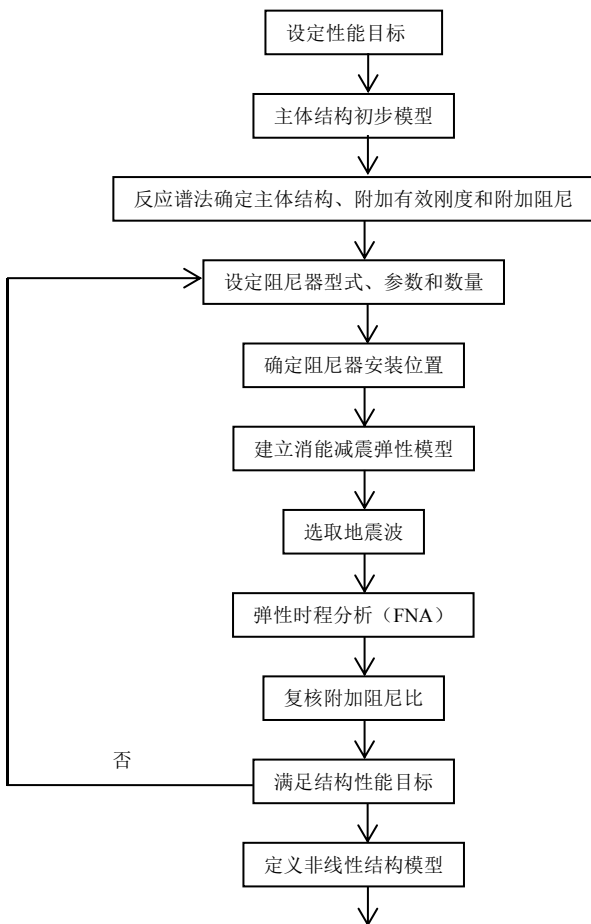 设定性能目标
主体结构初步模型
反应谱法确定主体结构、附加有效刚度和附加阻尼
设定阻尼器型式、参数和数量
确定阻尼器安装位置
建立消能减震弹性模型
选取地震波
弹性时程分析（FNA）
复核附加阻尼比
否
满足结构性能目标
定义非线性结构模型